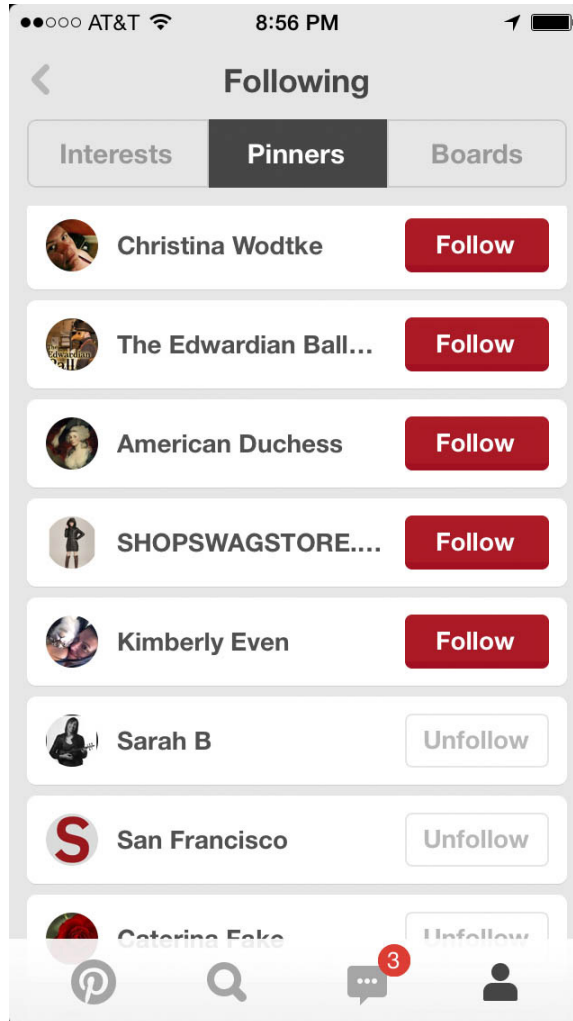 AT&T 8:56 PM
Following
Interests Pinners Boards
Christina Wodtke Follow
The Edwardian Ball... Follow
American Duchess Follow
SHOPSWAGSTORE.... Follow
Kimberly Even Follow
Sarah B Unfollow
S San Francisco Unfollow
Caterina Fake Unfollow
3